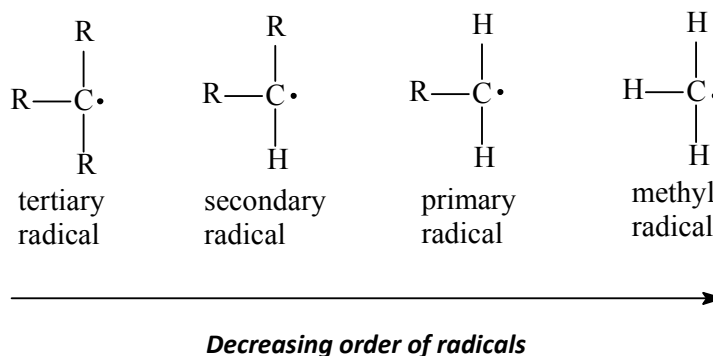 R R H H
R—C• R—C• R—C• H—C•
R H H H
tertiary secondary primary methyl
radical radical radical radical
Decreasing order of radicals